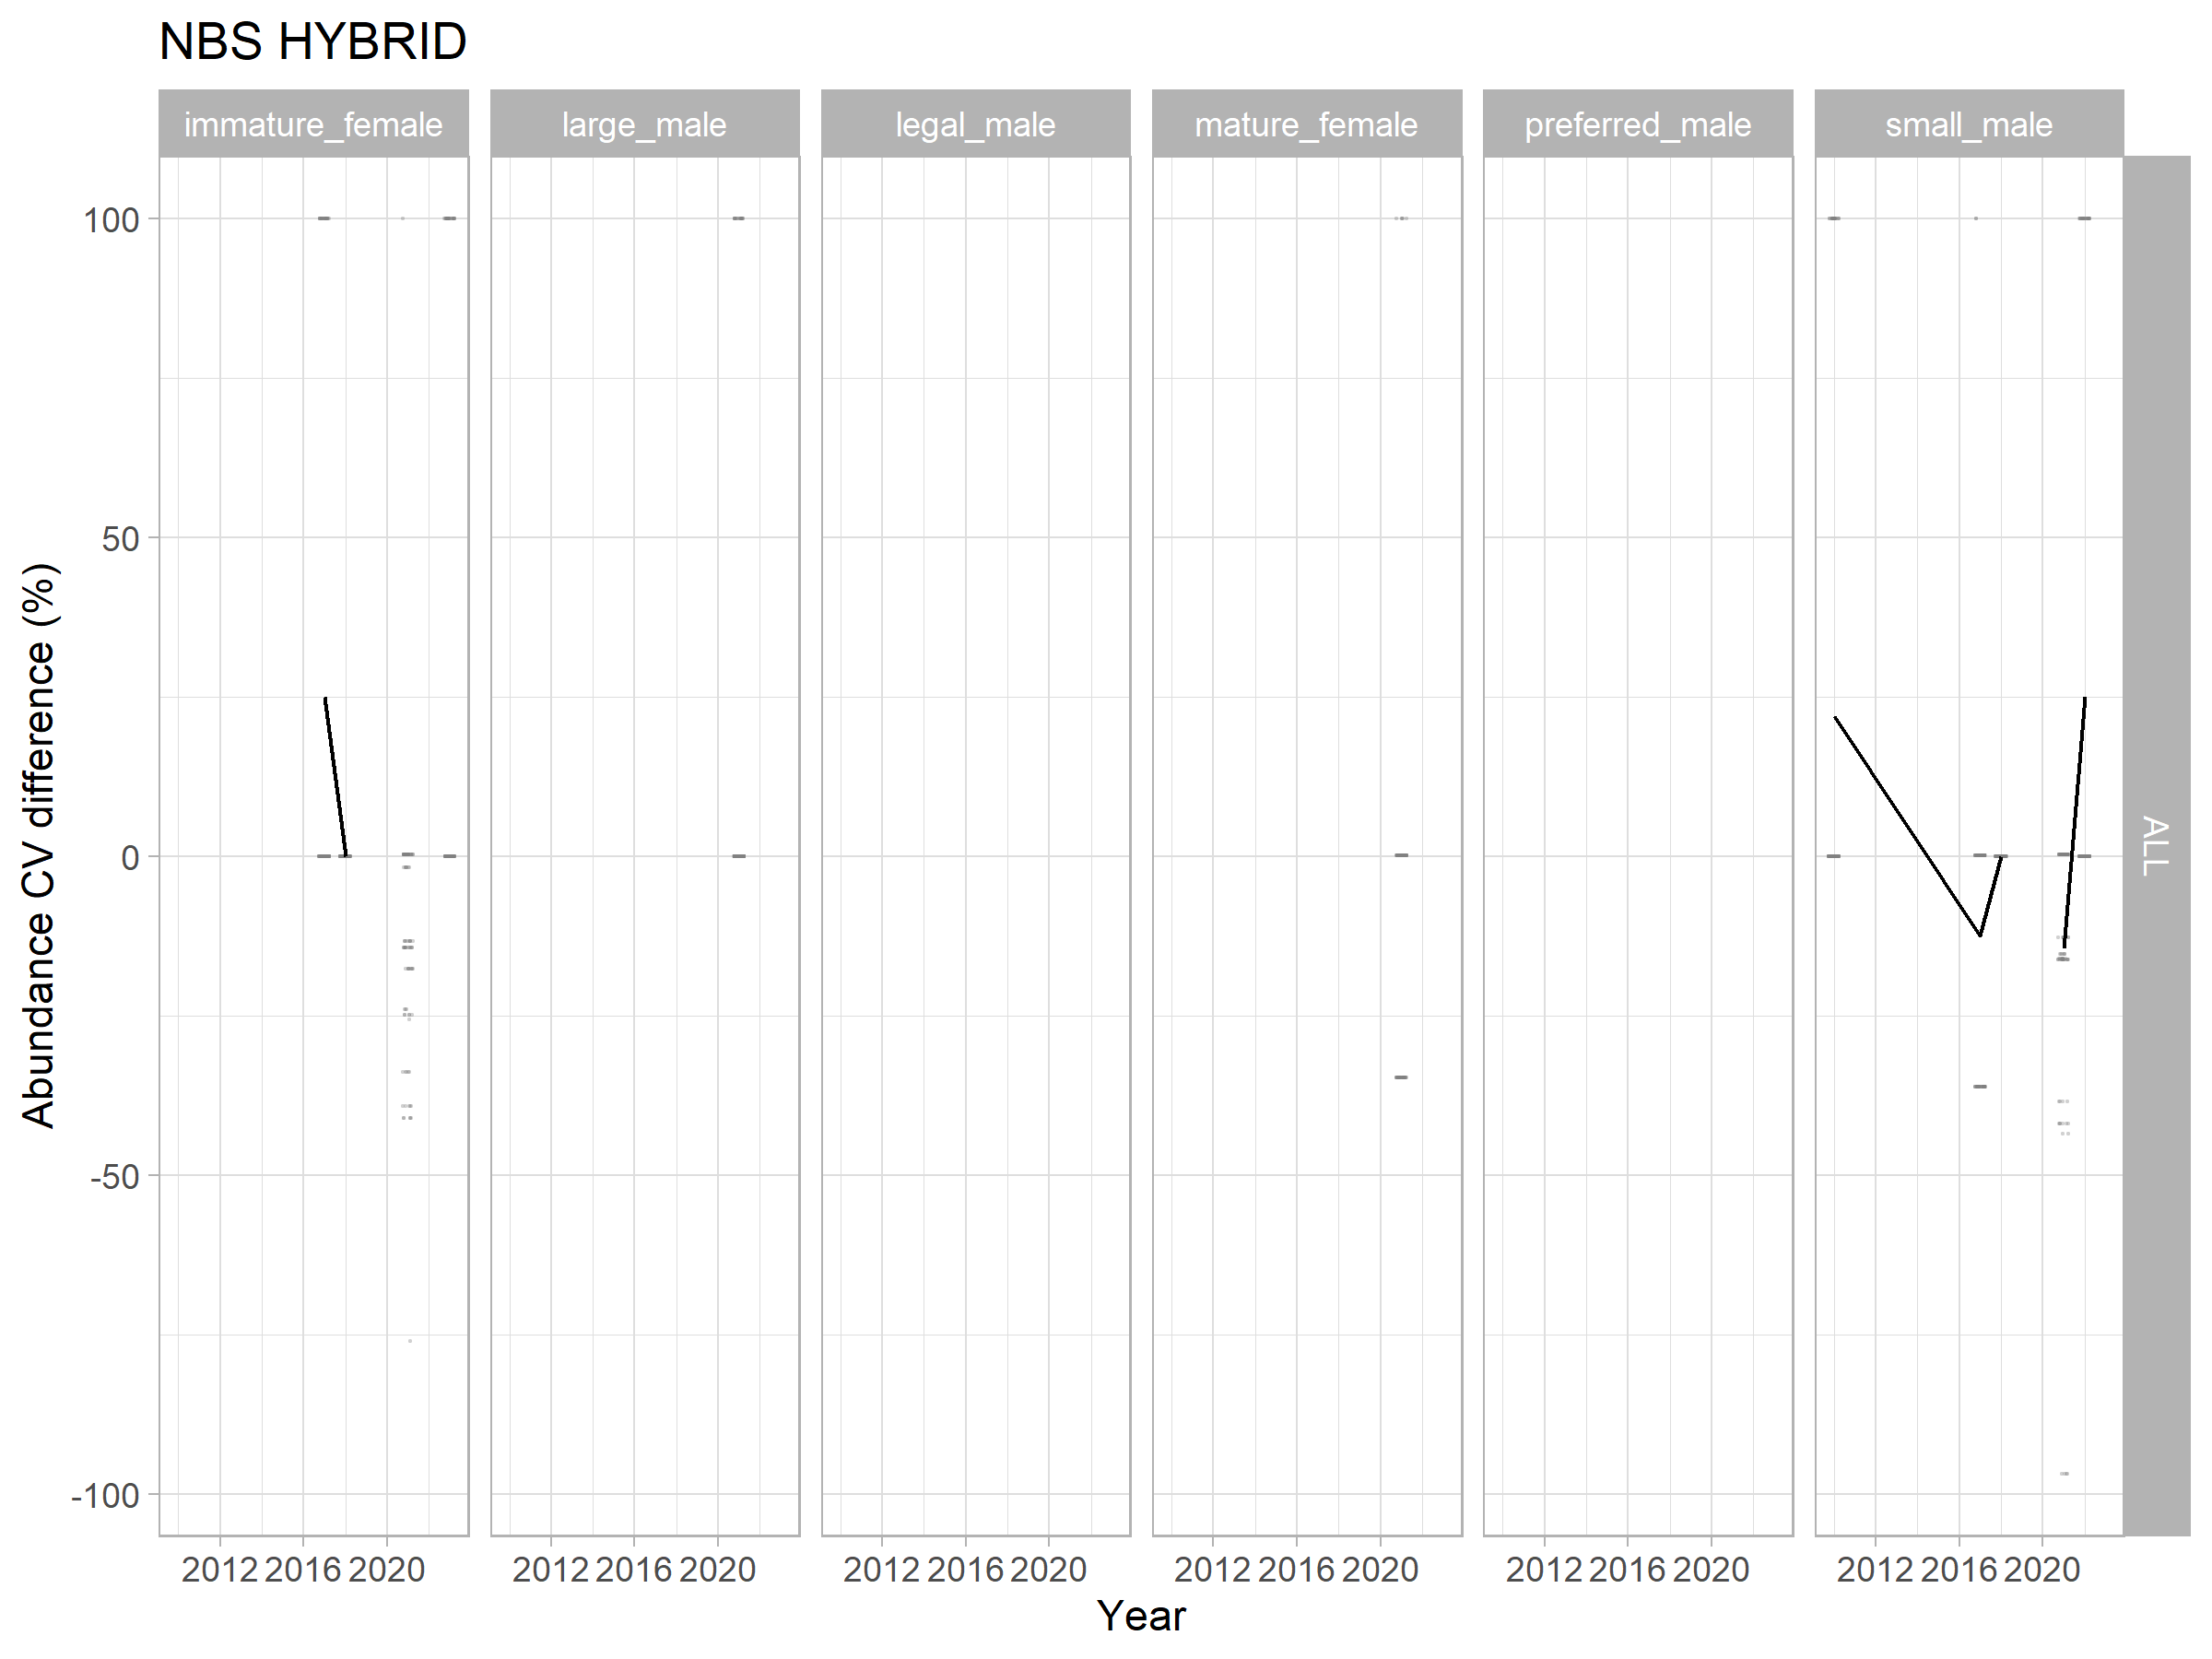 NBS HYBRID
immature_female large_male legal_male mature_female preferred_male small_male
100
50
0
-50
-100
Abundance CV difference (%)
ALL
2012 2016 2020 2012 2016 2020 2012 2016 2020 2012 2016 2020 2012 2016 2020 2012 2016 2020
Year